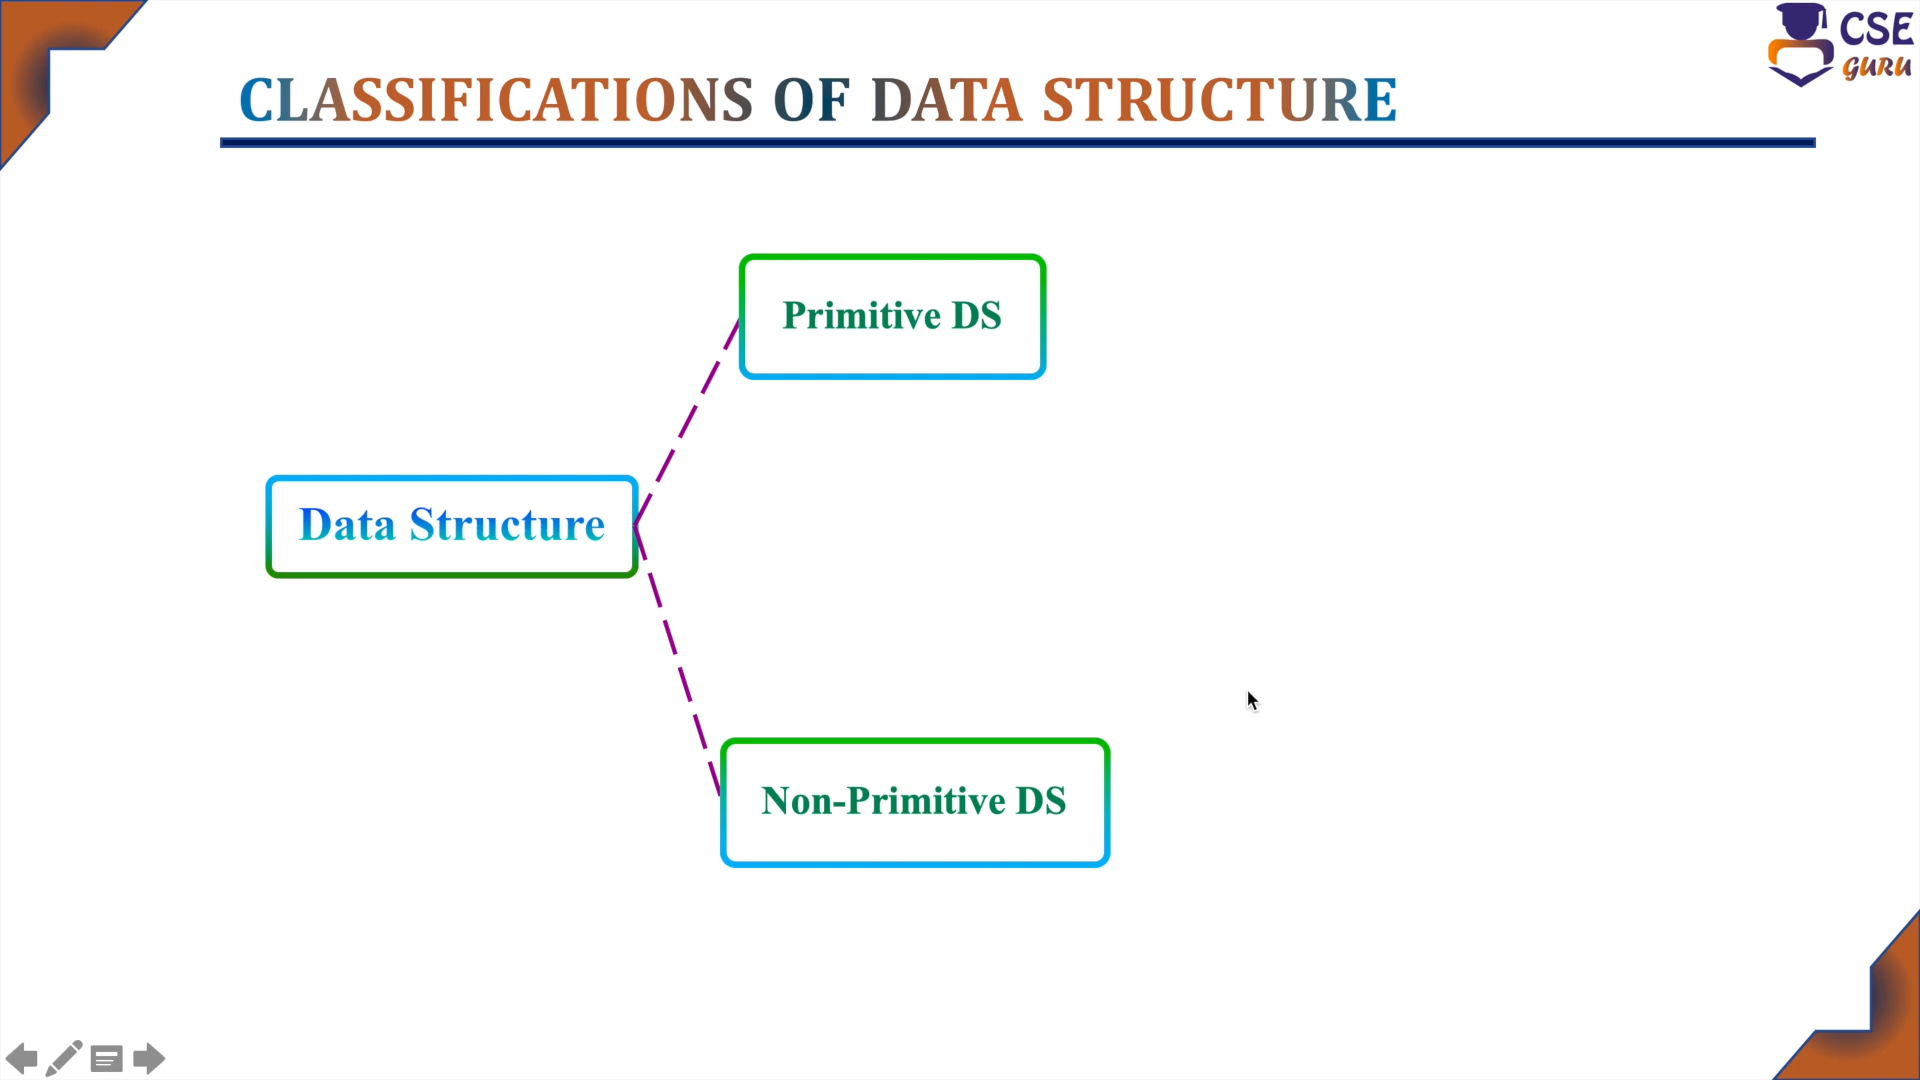 CSE
GURU
CLASSIFICATIONS OF DATA STRUCTURE
Primitive DS
Data Structure
Non-Primitive DS